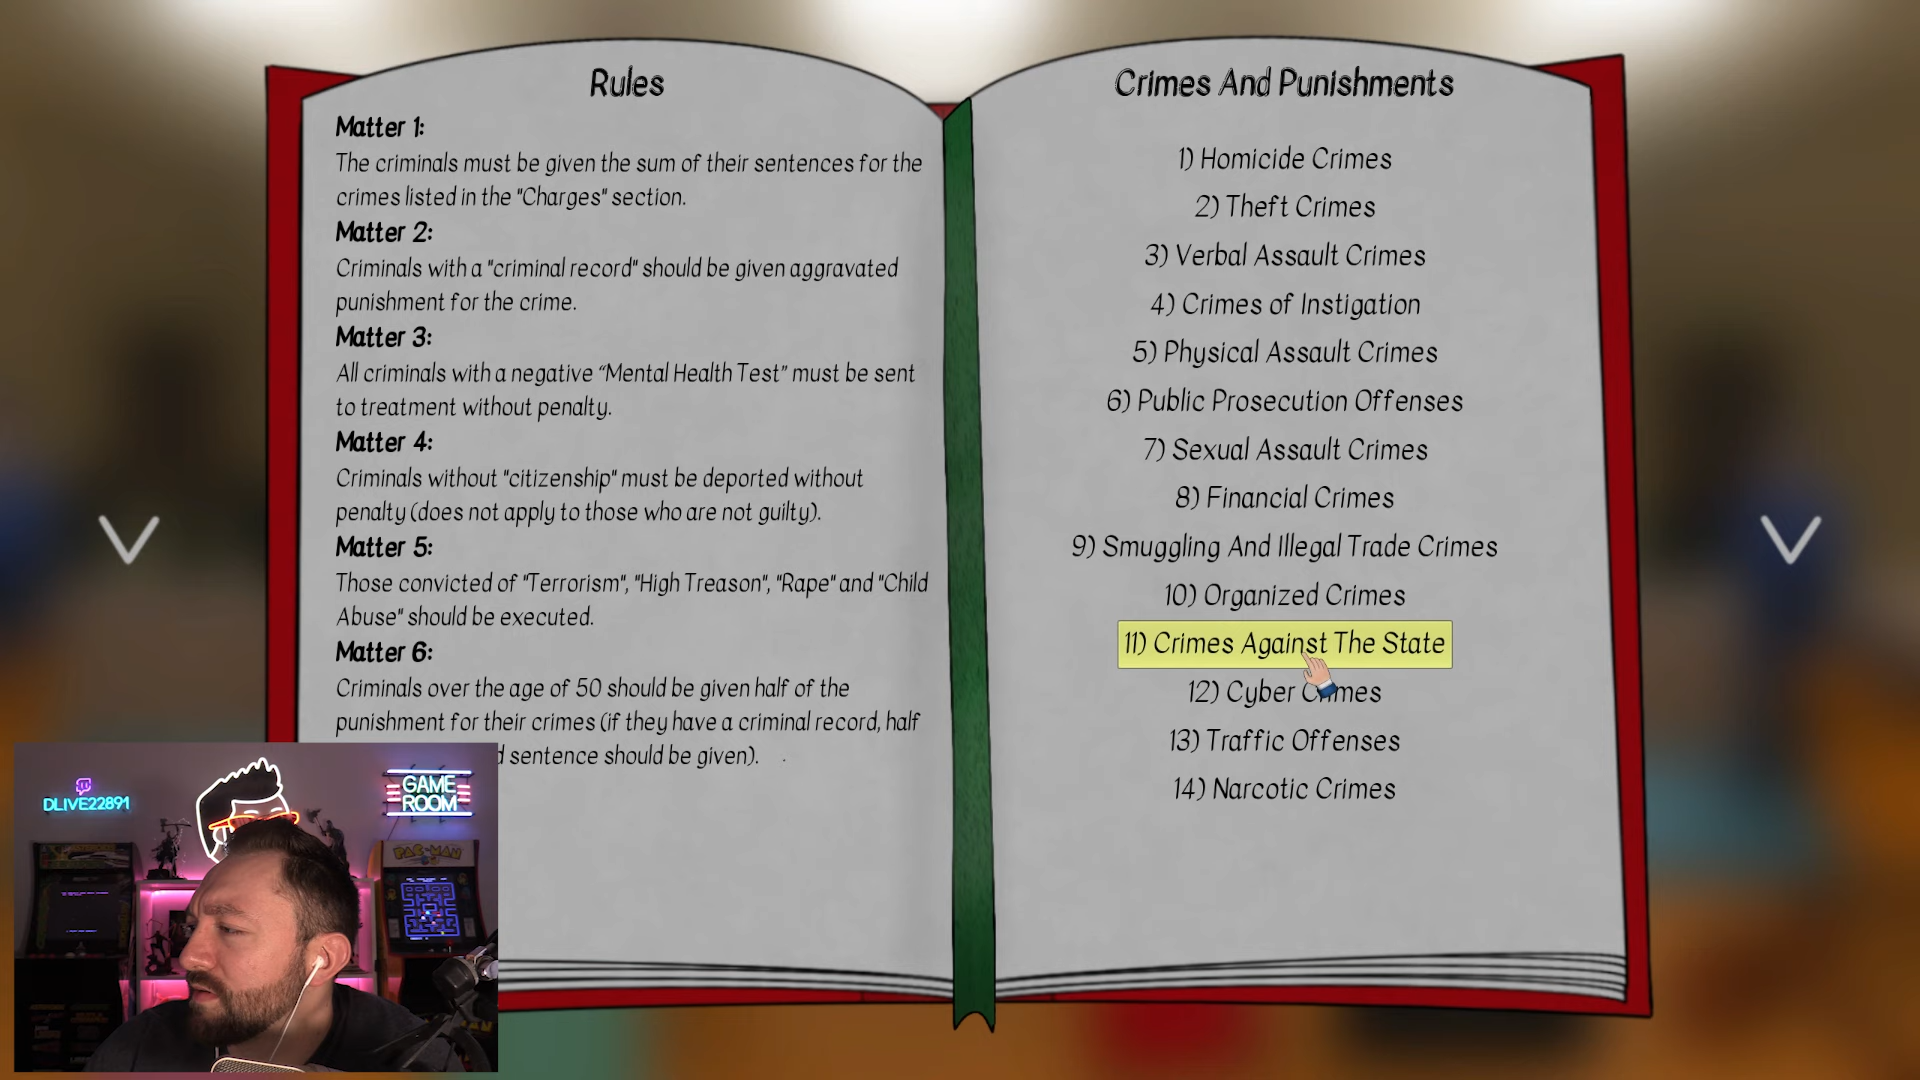 Rules
Matter 1:
The criminals must be given the sum of their sentences for the
crimes listed in the "Charges" section.
Matter 2:
Criminals with a "criminal record" should be given aggravated
punishment for the crime.
Matter 3:
All criminals with a negative “Mental Health Test” must be sent
to treatment without penalty.
Matter 4:
Criminals without "citizenship" must be deported without
penalty (does not apply to those who are not guilty).
Matter 5:
Those convicted of "Terrorism", "High Treason", "Rape" and "Child
Abuse" should be executed.
Matter 6:
Criminals over the age of 50 should be given half of the
punishment for their crimes (if they have a criminal record, half
sentence should be given).
Crimes And Punishments
1) Homicide Crimes
2) Theft Crimes
3) Verbal Assault Crimes
4) Crimes of Instigation
5) Physical Assault Crimes
6) Public Prosecution Offenses
7) Sexual Assault Crimes
8) Financial Crimes
9) Smuggling And Illegal Trade Crimes
10) Organized Crimes
11) Crimes Against The State
12) Cyber Crimes
13) Traffic Offenses
14) Narcotic Crimes
DLIVE22891
GAME
ROOM
PAC-MAN